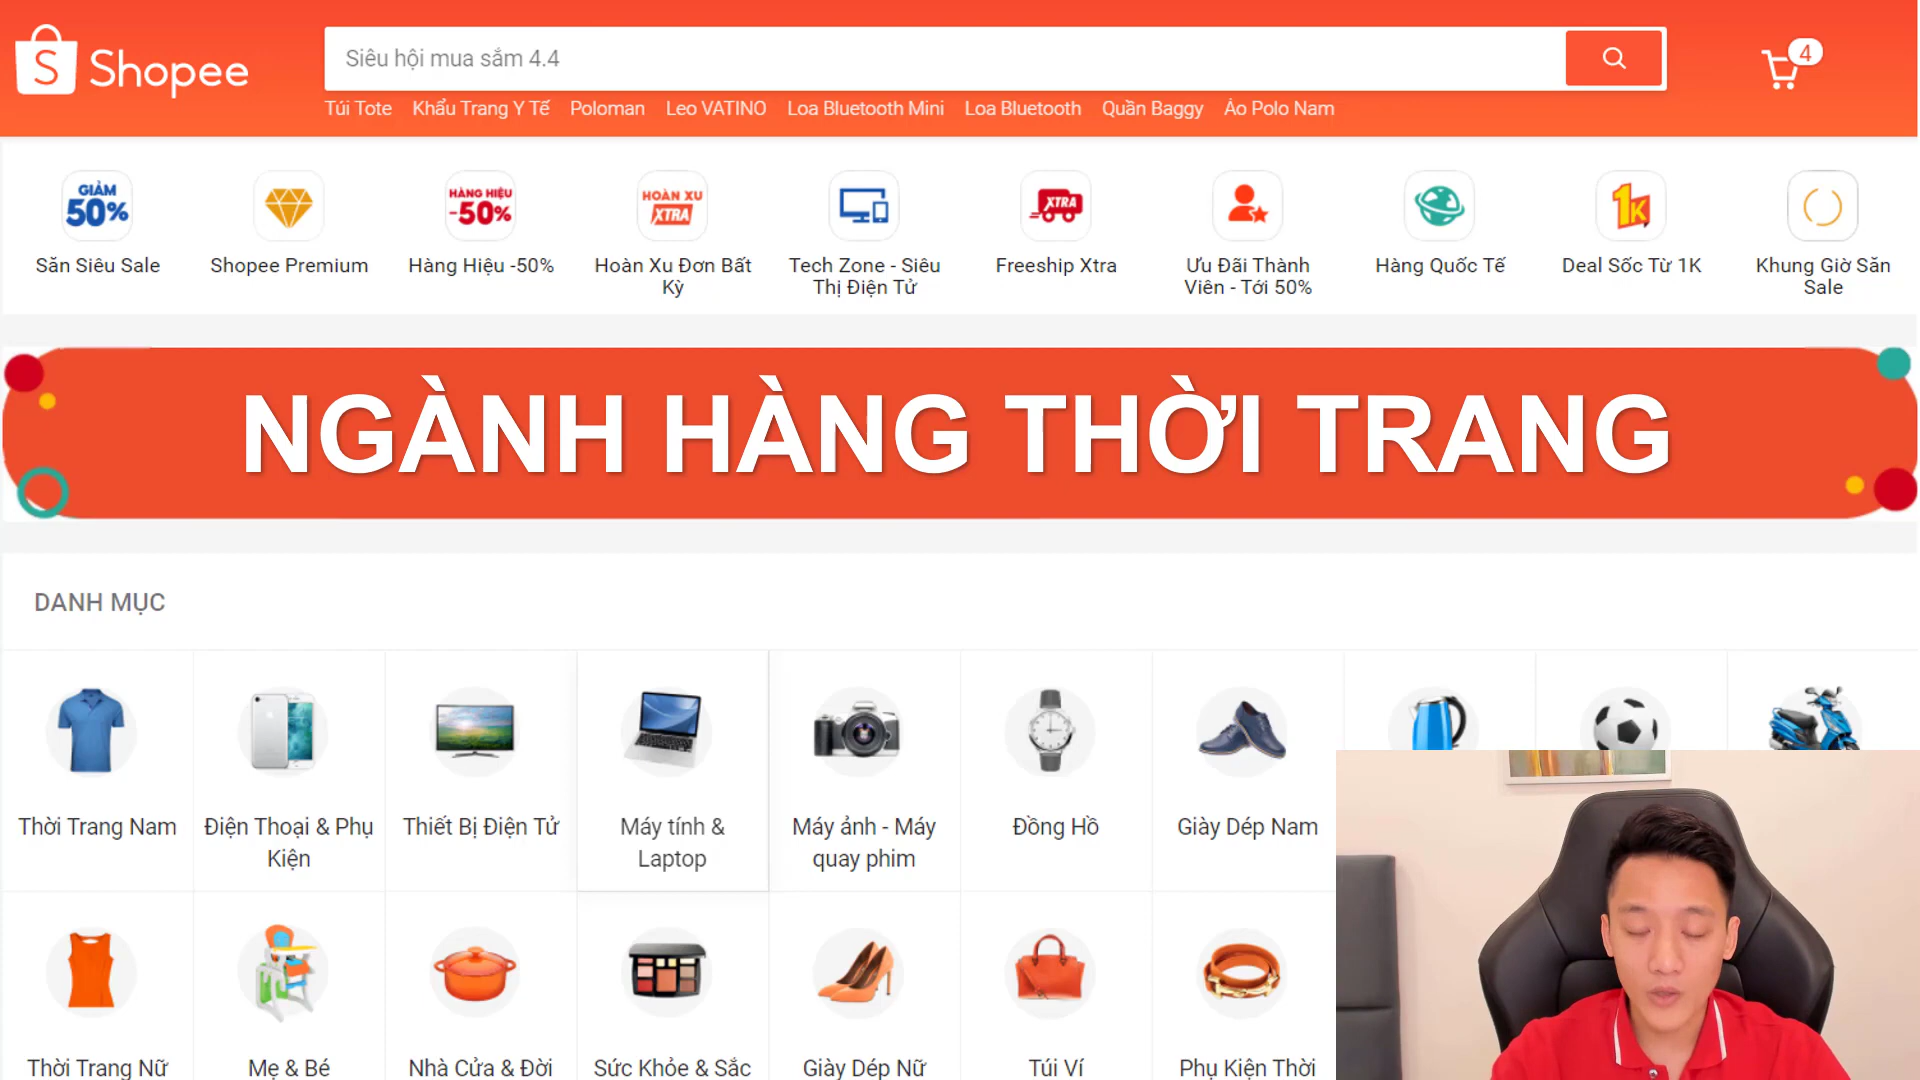 S Shopee
Siêu hội mua sắm 4.4
4
Túi Tote Khẩu Trang Y Tế Poloman Leo VATINO Loa Bluetooth Mini Loa Bluetooth Quần Baggy Áo Polo Nam
GIẢM
50%
HÀNG HIỆU
-50%
HOÀN XU
XTRA
XTRA
1K
Săn Siêu Sale
Shopee Premium
Hàng Hiệu -50%
Hoàn Xu Đơn Bất
Kỳ
Tech Zone - Siêu
Thị Điện Tử
Freeship Xtra
Ưu Đãi Thành
Viên - Tới 50%
Hàng Quốc Tế
Deal Sốc Từ 1K
Khung Giờ Săn
Sale
NGÀNH HÀNG THỜI TRANG
DANH MỤC
Thời Trang Nam
Điện Thoại & Phụ
Kiện
Thiết Bị Điện Tử
Máy tính &
Laptop
Máy ảnh - Máy
quay phim
Đồng Hồ
Giày Dép Nam
Thời Trang Nữ
Mẹ & Bé
Nhà Cửa & Đời
Sức Khỏe & Sắc
Giày Dép Nữ
Túi Ví
Phụ Kiện Thời